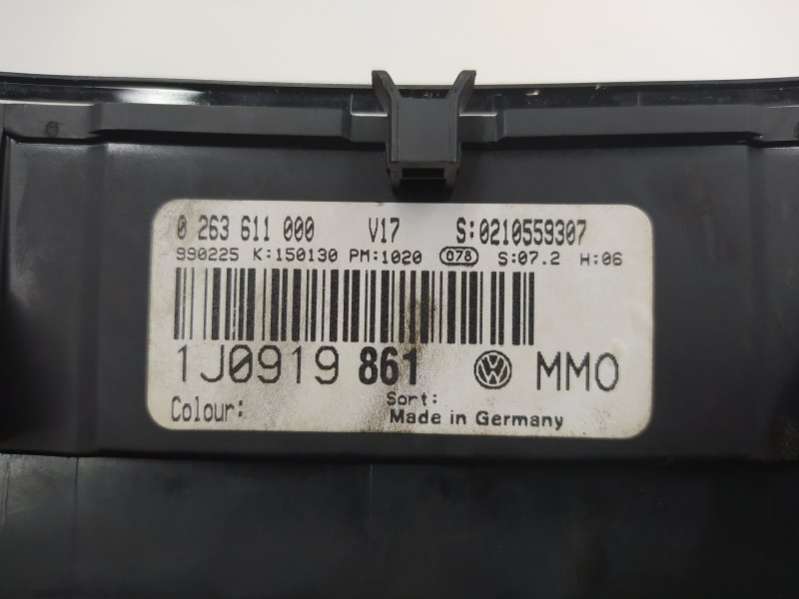 0 263 611 000 V17 S:0210559307
990225 K:150130 PM:1020 078 S:07.2 H:06
1J0919 861 VW MMO
Colour: Sort:
Made in Germany